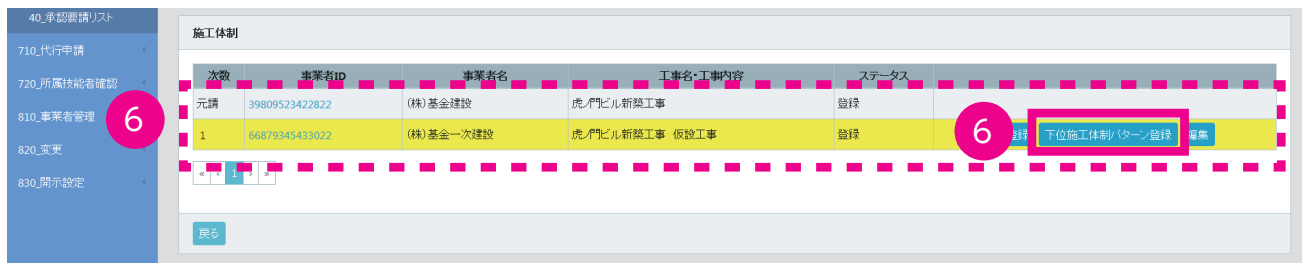 40_承認要請リスト
710_代行申請
720_所属技能者確認
810_事業者管理
820_変更
830_開示設定
6
施工体制
次数 事業者ID 事業者名 工事名・工事内容 ステータス
元請 39809523422822 (株)基金建設 虎ノ門ビル新築工事 登録
1 66879345433022 (株)基金一次建設 虎ノ門ビル新築工事 仮設工事 登録 6 登録 下位施工体制パターン登録 編集
« ‹ 1 › »
戻る